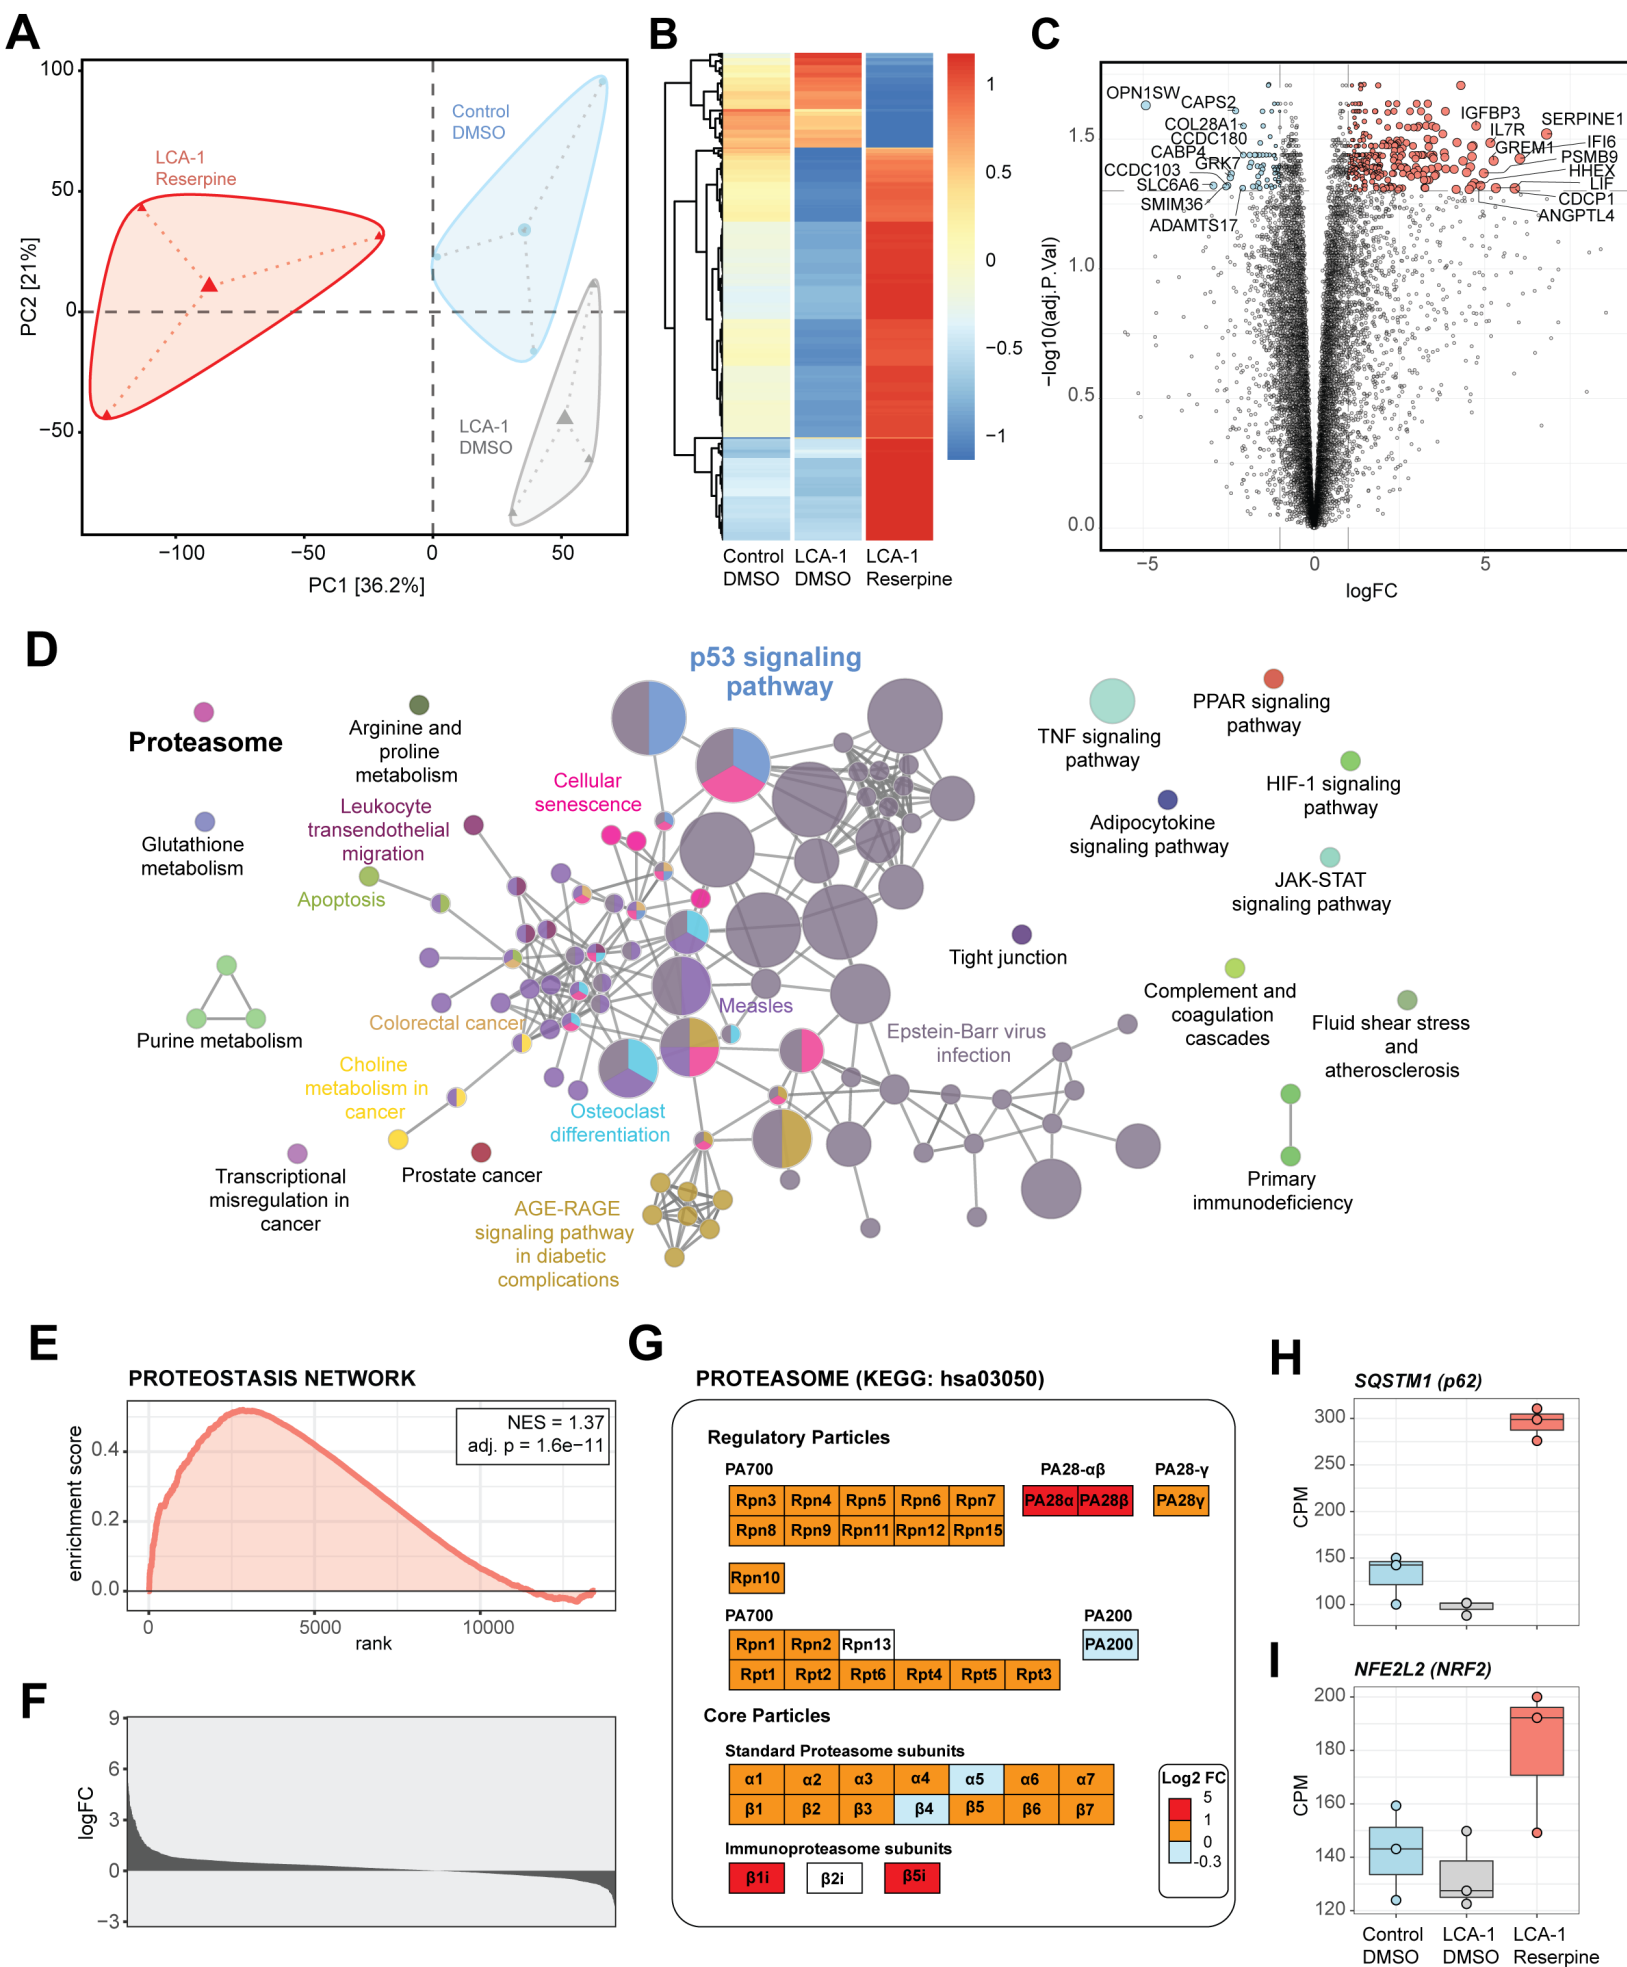 A
100
50
0
−50
−100
−50
0
50
PC2 [21%]
PC1 [36.2%]
LCA-1
Reserpine
Control
DMSO
LCA-1
DMSO
B
1
0.5
0
−0.5
−1
Control
DMSO
LCA-1
DMSO
LCA-1
Reserpine
C
1.5
1.0
0.5
0.0
−log10(adj.P.Val)
−5
0
5
logFC
OPN1SW
CAPS2
COL28A1
CCDC180
CABP4
GRK7
CCDC103
SLC6A6
SMIM36
ADAMTS17
IGFBP3
SERPINE1
IL7R
IFI6
GREM1
PSMB9
HHEX
LIF
CDCP1
ANGPTL4
D
p53 signaling
pathway
Proteasome
Arginine and
proline
metabolism
Cellular
senescence
Leukocyte
transendothelial
migration
Glutathione
metabolism
Apoptosis
TNF signaling
pathway
PPAR signaling
pathway
HIF-1 signaling
pathway
Adipocytokine
signaling pathway
JAK-STAT
signaling pathway
Tight junction
Purine metabolism
Colorectal cancer
Measles
Choline
metabolism in
cancer
Epstein-Barr virus
infection
Complement and
coagulation
cascades
Fluid shear stress
and
atherosclerosis
Osteoclast
differentiation
Transcriptional
misregulation in
cancer
Prostate cancer
AGE-RAGE
signaling pathway
in diabetic
complications
Primary
immunodeficiency
E
PROTEOSTASIS NETWORK
NES = 1.37
adj. p = 1.6e−11
0.4
0.2
0.0
enrichment score
0
5000
10000
rank
F
9
6
3
0
−3
logFC
G
PROTEASOME (KEGG: hsa03050)
Regulatory Particles
PA700
PA28-αβ
PA28-γ
Rpn3 Rpn4 Rpn5 Rpn6 Rpn7
PA28α PA28β
PA28γ
Rpn8 Rpn9 Rpn11 Rpn12 Rpn15
Rpn10
PA700
PA200
Rpn1 Rpn2 Rpn13
PA200
Rpt1 Rpt2 Rpt6 Rpt4 Rpt5 Rpt3
Core Particles
Standard Proteasome subunits
α1 α2 α3 α4 α5 α6 α7
β1 β2 β3 β4 β5 β6 β7
Immunoproteasome subunits
β1i β2i β5i
Log2 FC
5
1
0
-0.3
H
SQSTM1 (p62)
300
250
200
150
100
CPM
I
NFE2L2 (NRF2)
200
180
160
140
120
CPM
Control
DMSO
LCA-1
DMSO
LCA-1
Reserpine